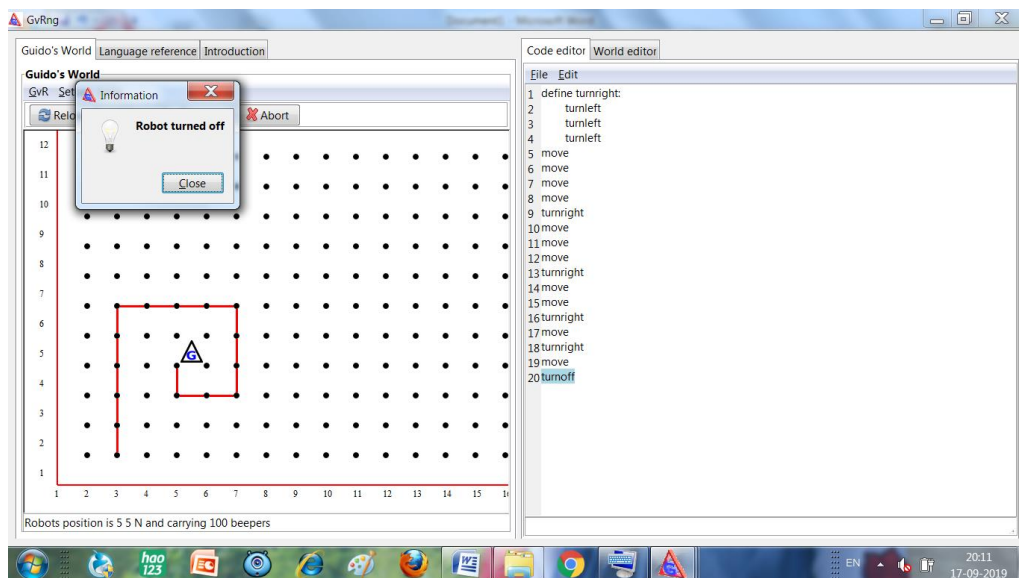 GvRng
Guido's World Language reference Introduction
Guido's World
GvR Set
Relo
Abort
Information
Robot turned off
Close
12
11
10
9
8
7
6
5
4
3
2
1
G
1 2 3 4 5 6 7 8 9 10 11 12 13 14 15
Robots position is 5 5 N and carrying 100 beepers
Code editor World editor
File Edit
1 define turnright:
2 turnleft
3 turnleft
4 turnleft
5 move
6 move
7 move
8 move
9 turnright
10 move
11 move
12 move
13 turnright
14 move
15 move
16 turnright
17 move
18 turnright
19 move
20 turnoff
hao
123
EN
20:11
17-09-2019